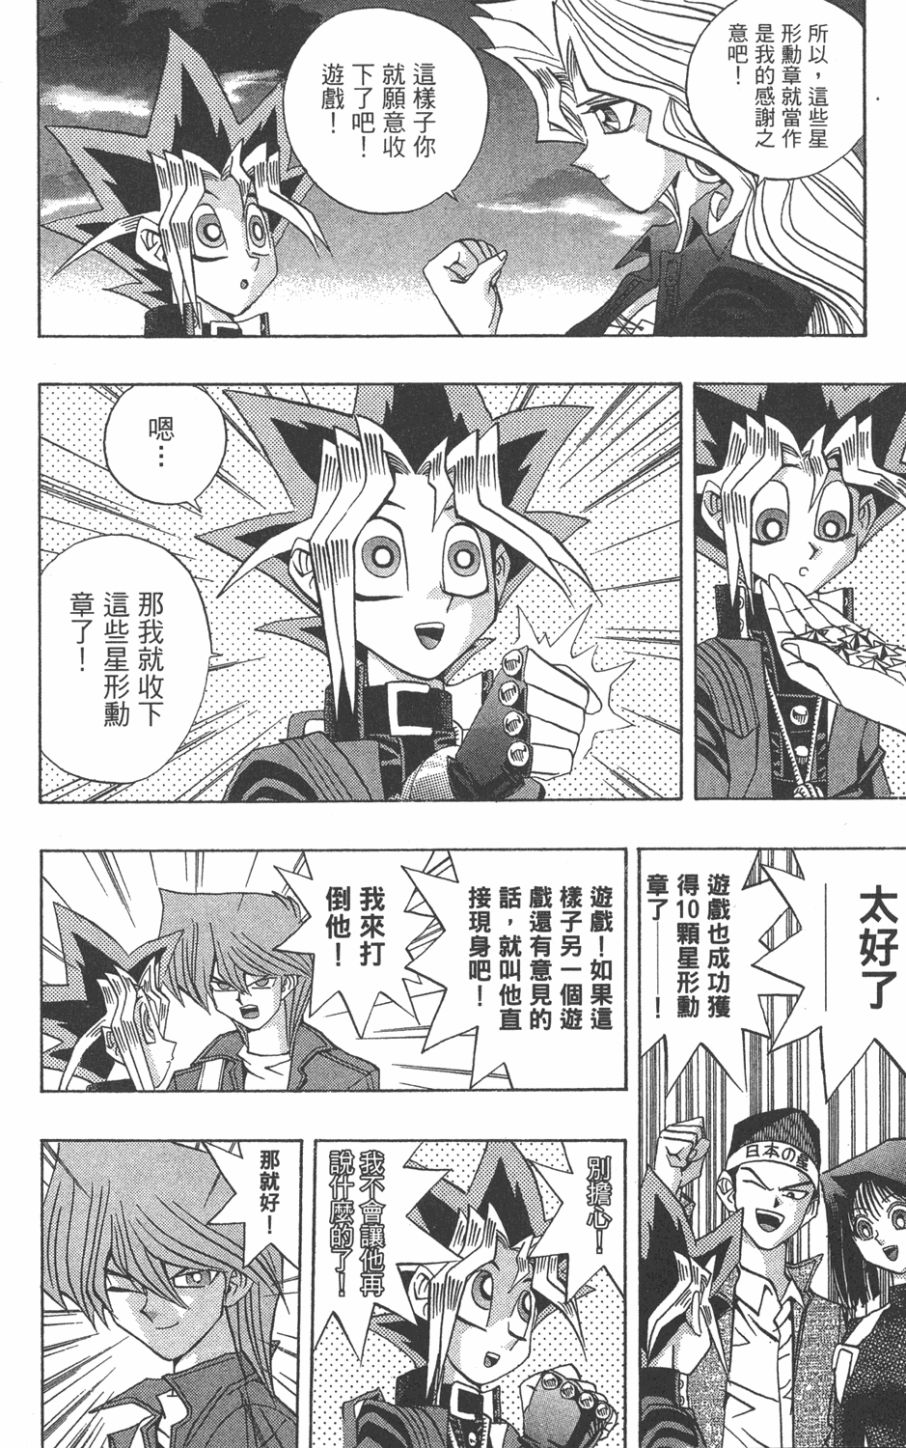 所以，這些星
形勳章就當作
是我的感謝之
意吧！
這樣子你
就願意收
下了吧！
遊戲！
嗯…
那我就收下
這些星形勳
章了！
太好了
——
遊戲也成功獲
得10顆星形勳
章了——！
日本の星
遊戲！如果這
樣子另一個遊
戲還有意見的
話，就叫他直
接現身吧！
我來打
倒他！
別擔心！
我不會讓他再
說什麼的了！
那就好！